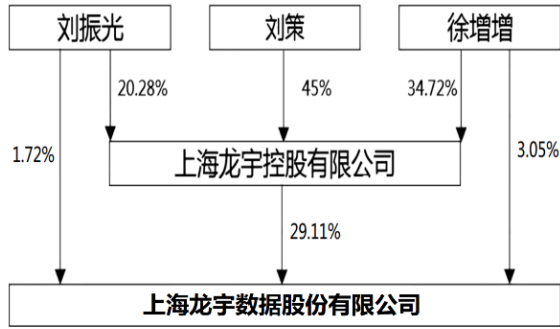 刘振光 刘策 徐增增
20.28% 45% 34.72%
1.72% 上海龙宇控股有限公司 3.05%
29.11%
上海龙宇数据股份有限公司